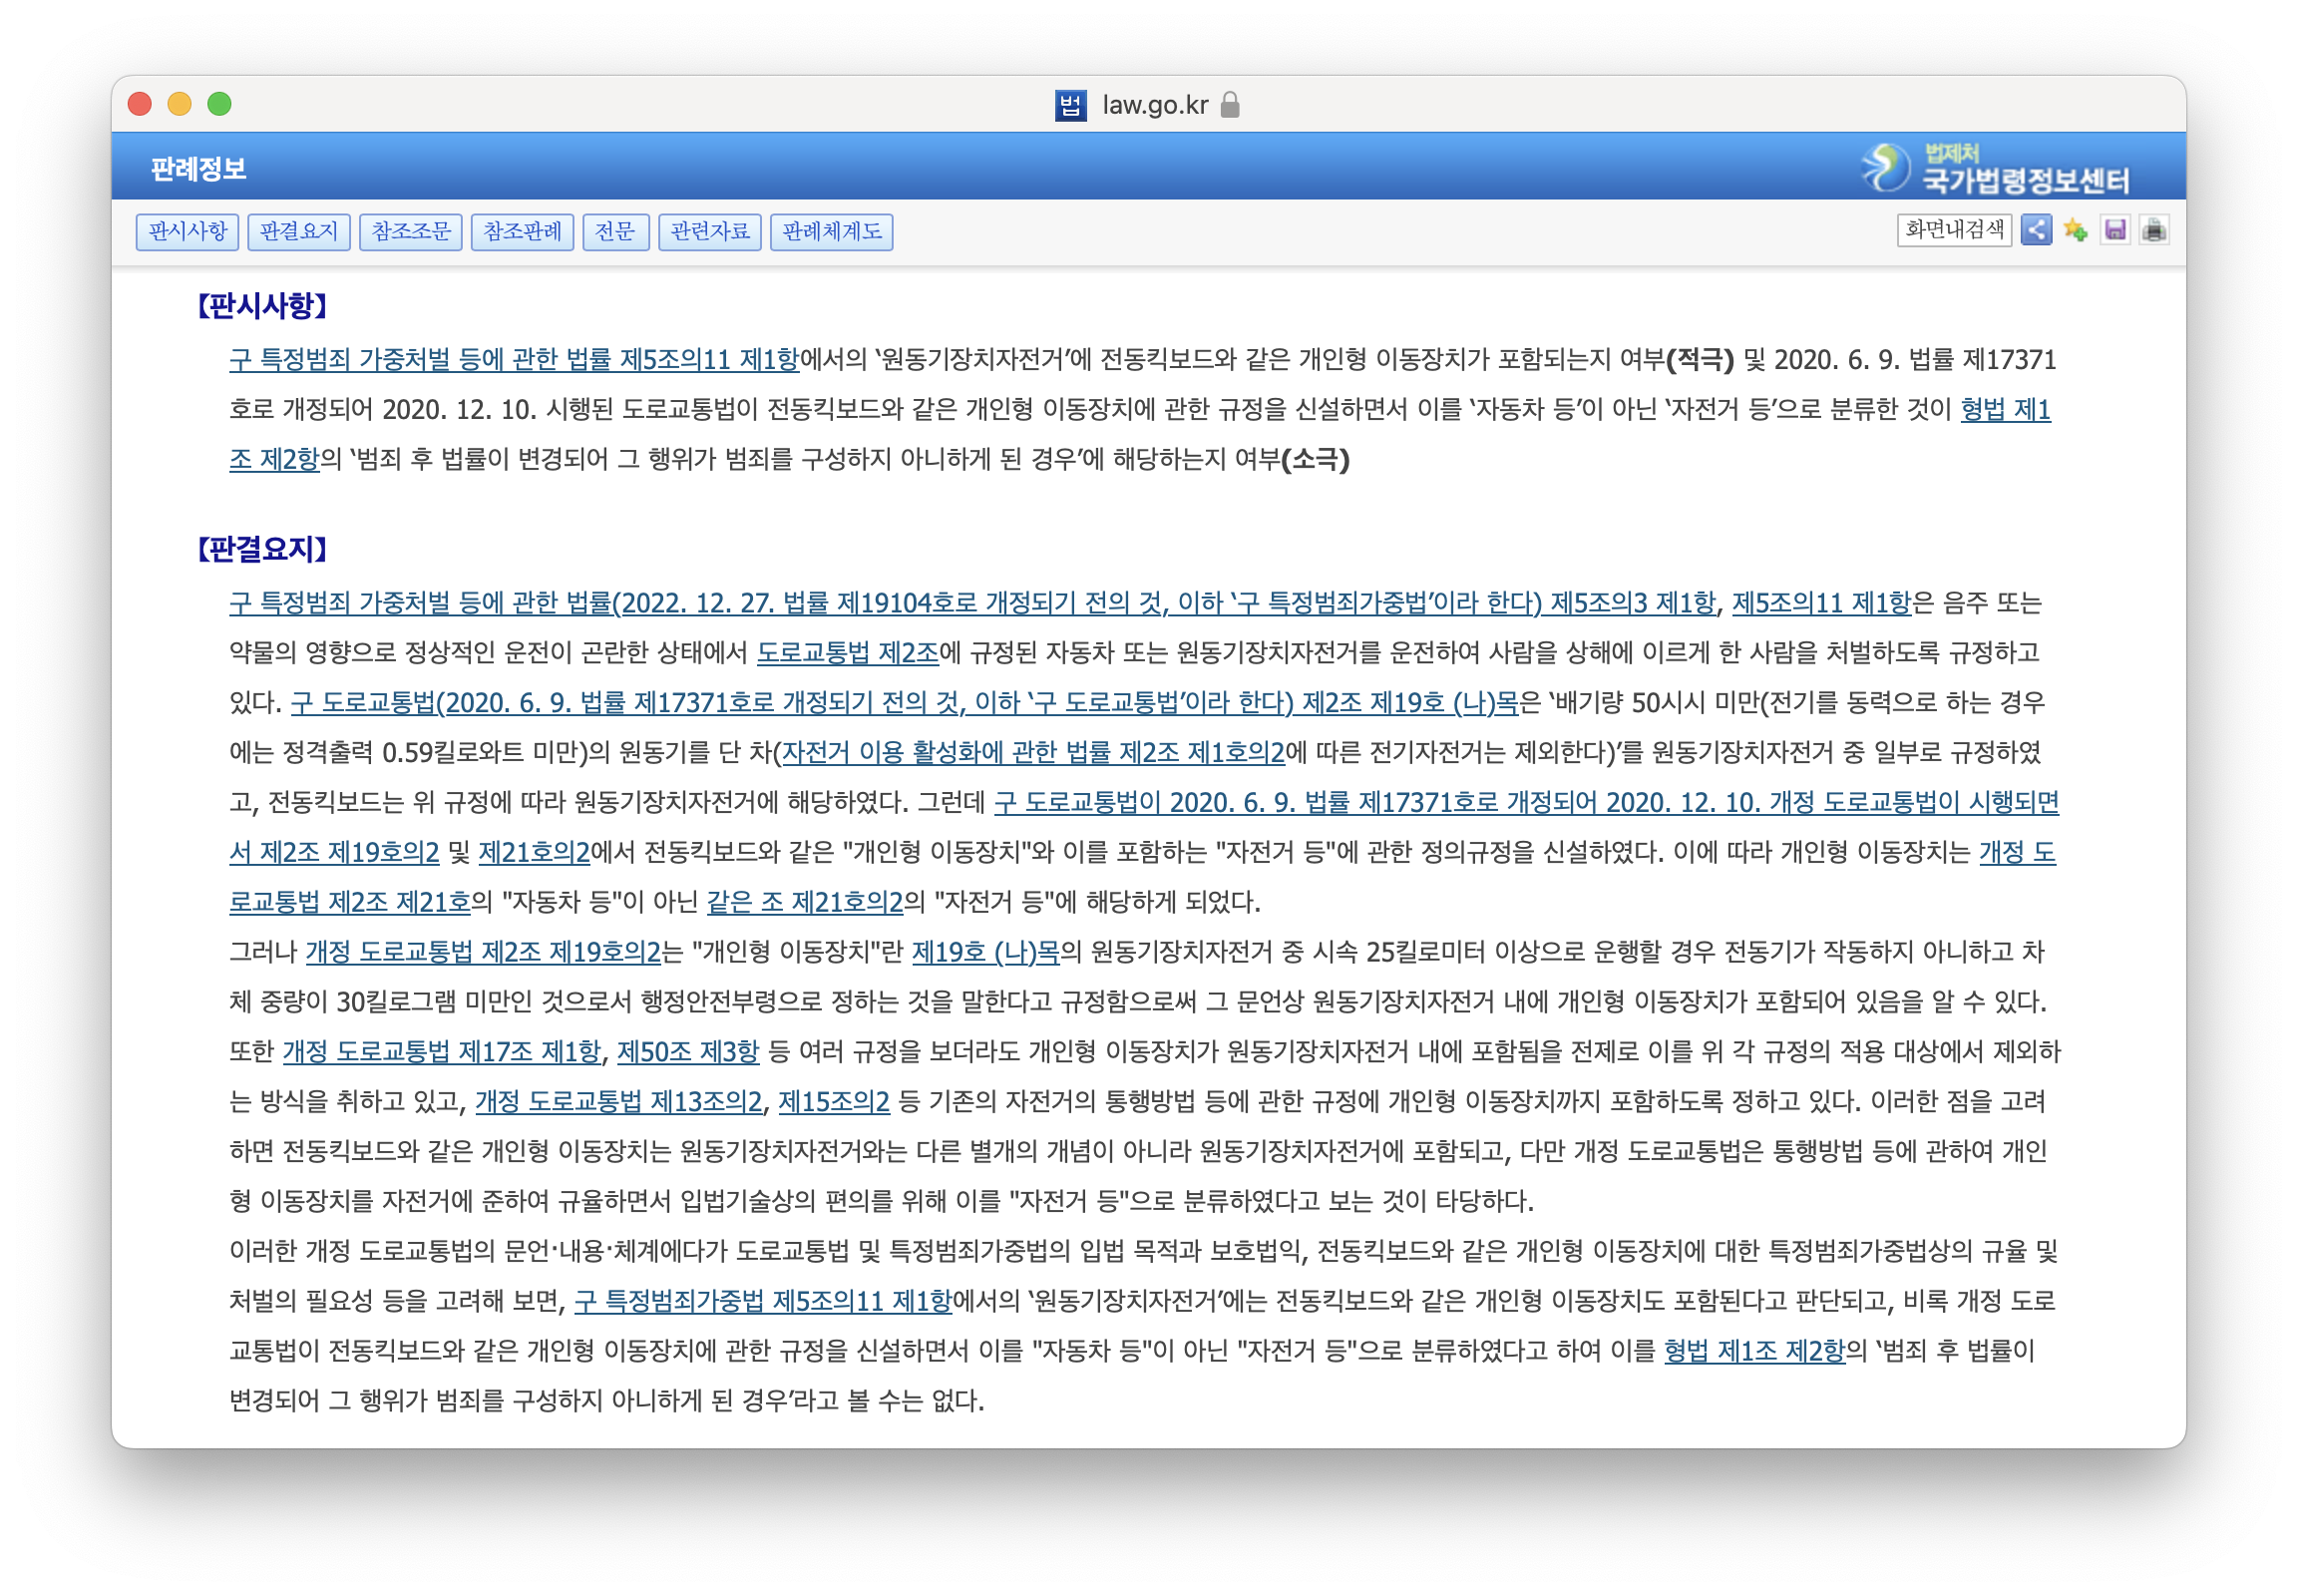 법 law.go.kr
판례정보
법제처
국가법령정보센터
판시사항 판결요지 참조조문 참조판례 전문 관련자료 판례체계도 화면내검색
【판시사항】
구 특정범죄 가중처벌 등에 관한 법률 제5조의11 제1항에서의 ‘원동기장치자전거’에 전동킥보드와 같은 개인형 이동장치가 포함되는지 여부(적극) 및 2020. 6. 9. 법률 제17371
호로 개정되어 2020. 12. 10. 시행된 도로교통법이 전동킥보드와 같은 개인형 이동장치에 관한 규정을 신설하면서 이를 ‘자동차 등’이 아닌 ‘자전거 등’으로 분류한 것이 형법 제1
조 제2항의 ‘범죄 후 법률이 변경되어 그 행위가 범죄를 구성하지 아니하게 된 경우’에 해당하는지 여부(소극)
【판결요지】
구 특정범죄 가중처벌 등에 관한 법률(2022. 12. 27. 법률 제19104호로 개정되기 전의 것, 이하 ‘구 특정범죄가중법’이라 한다) 제5조의3 제1항, 제5조의11 제1항은 음주 또는
약물의 영향으로 정상적인 운전이 곤란한 상태에서 도로교통법 제2조에 규정된 자동차 또는 원동기장치자전거를 운전하여 사람을 상해에 이르게 한 사람을 처벌하도록 규정하고
있다. 구 도로교통법(2020. 6. 9. 법률 제17371호로 개정되기 전의 것, 이하 ‘구 도로교통법’이라 한다) 제2조 제19호 (나)목은 ‘배기량 50시시 미만(전기를 동력으로 하는 경우
에는 정격출력 0.59킬로와트 미만)의 원동기를 단 차(자전거 이용 활성화에 관한 법률 제2조 제1호의2에 따른 전기자전거는 제외한다)’를 원동기장치자전거 중 일부로 규정하였
고, 전동킥보드는 위 규정에 따라 원동기장치자전거에 해당하였다. 그런데 구 도로교통법이 2020. 6. 9. 법률 제17371호로 개정되어 2020. 12. 10. 개정 도로교통법이 시행되면
서 제2조 제19호의2 및 제21호의2에서 전동킥보드와 같은 "개인형 이동장치"와 이를 포함하는 "자전거 등"에 관한 정의규정을 신설하였다. 이에 따라 개인형 이동장치는 개정 도
로교통법 제2조 제21호의 "자동차 등"이 아닌 같은 조 제21호의2의 "자전거 등"에 해당하게 되었다.
그러나 개정 도로교통법 제2조 제19호의2는 "개인형 이동장치"란 제19호 (나)목의 원동기장치자전거 중 시속 25킬로미터 이상으로 운행할 경우 전동기가 작동하지 아니하고 차
체 중량이 30킬로그램 미만인 것으로서 행정안전부령으로 정하는 것을 말한다고 규정함으로써 그 문언상 원동기장치자전거 내에 개인형 이동장치가 포함되어 있음을 알 수 있다.
또한 개정 도로교통법 제17조 제1항, 제50조 제3항 등 여러 규정을 보더라도 개인형 이동장치가 원동기장치자전거 내에 포함됨을 전제로 이를 위 각 규정의 적용 대상에서 제외하
는 방식을 취하고 있고, 개정 도로교통법 제13조의2, 제15조의2 등 기존의 자전거의 통행방법 등에 관한 규정에 개인형 이동장치까지 포함하도록 정하고 있다. 이러한 점을 고려
하면 전동킥보드와 같은 개인형 이동장치는 원동기장치자전거와는 다른 별개의 개념이 아니라 원동기장치자전거에 포함되고, 다만 개정 도로교통법은 통행방법 등에 관하여 개인
형 이동장치를 자전거에 준하여 규율하면서 입법기술상의 편의를 위해 이를 "자전거 등"으로 분류하였다고 보는 것이 타당하다.
이러한 개정 도로교통법의 문언·내용·체계에다가 도로교통법 및 특정범죄가중법의 입법 목적과 보호법익, 전동킥보드와 같은 개인형 이동장치에 대한 특정범죄가중법상의 규율 및
처벌의 필요성 등을 고려해 보면, 구 특정범죄가중법 제5조의11 제1항에서의 ‘원동기장치자전거’에는 전동킥보드와 같은 개인형 이동장치도 포함된다고 판단되고, 비록 개정 도로
교통법이 전동킥보드와 같은 개인형 이동장치에 관한 규정을 신설하면서 이를 "자동차 등"이 아닌 "자전거 등"으로 분류하였다고 하여 이를 형법 제1조 제2항의 ‘범죄 후 법률이
변경되어 그 행위가 범죄를 구성하지 아니하게 된 경우’라고 볼 수는 없다.